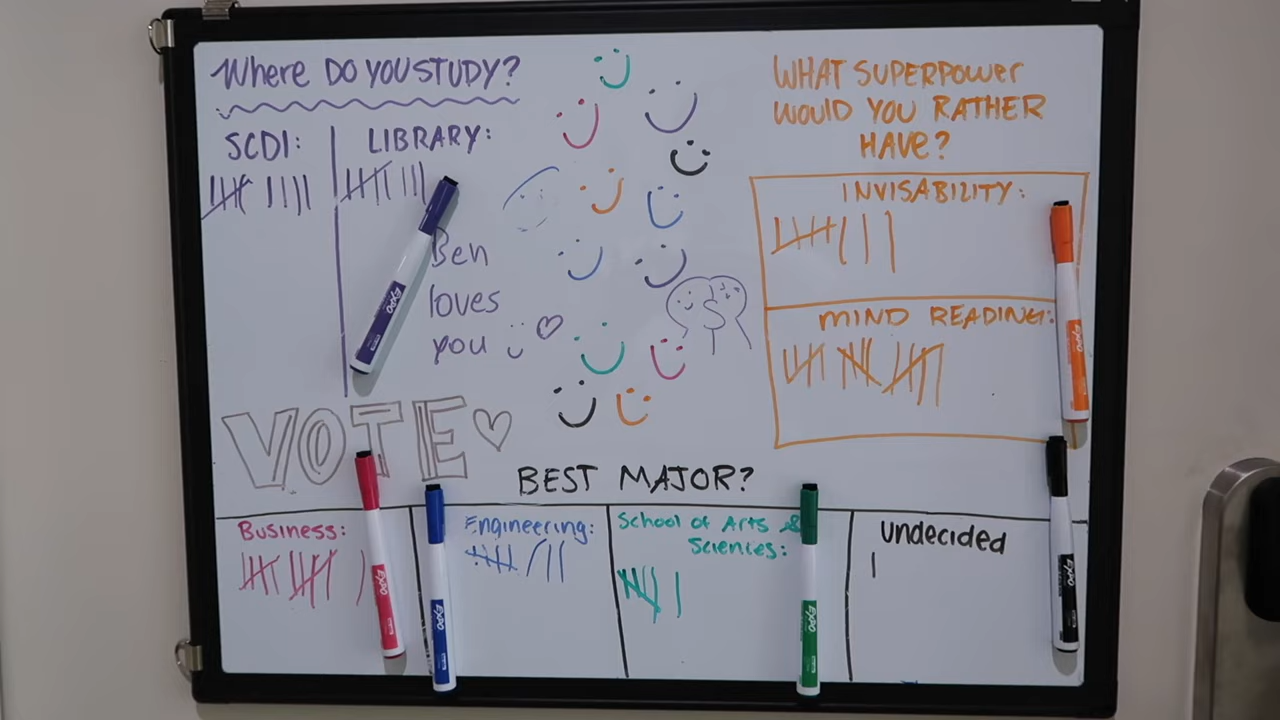 Where DO YOU STUDY?
SCDI:
LIBRARY:
Ben
loves
you
WHAT SUPERPOWER
WOULD YOU RATHER
HAVE?
INVISABILITY:
MIND READING:
VOTE
BEST MAJOR?
Business:
Engineering:
School of Arts &
Sciences:
undecided
EXPO
EXPO
EXPO
EXPO
EXPO
EXPO